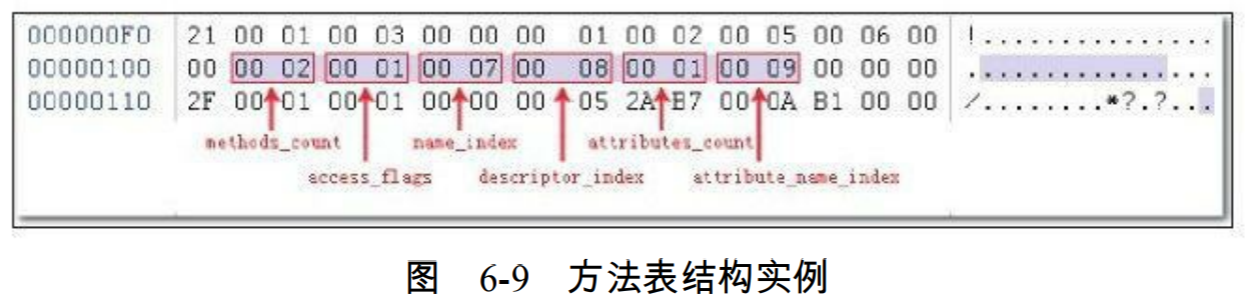 000000F0 21 00 01 00 03 00 00 00 01 00 02 00 05 00 06 00 !...............
00000100 00 00 02 00 01 00 07 00 08 00 01 00 09 00 00 00 ................
00000110 2F 00 01 00 01 00 00 00 05 2A B7 00 0A B1 00 00 /........*?.?...
methods_count name_index attributes_count
access_flags descriptor_index attribute_name_index
图 6-9 方法表结构实例